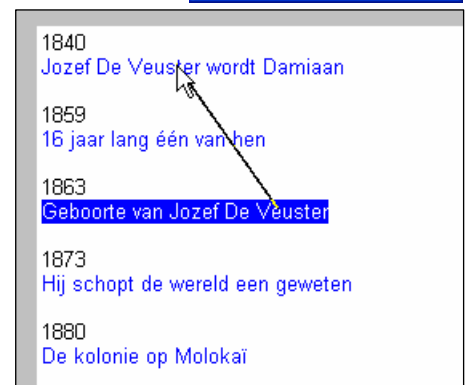 1840
Jozef De Veuster wordt Damiaan
1859
16 jaar lang één van hen
1863
Geboorte van Jozef De Veuster
1873
Hij schopt de wereld een geweten
1880
De kolonie op Molokaï